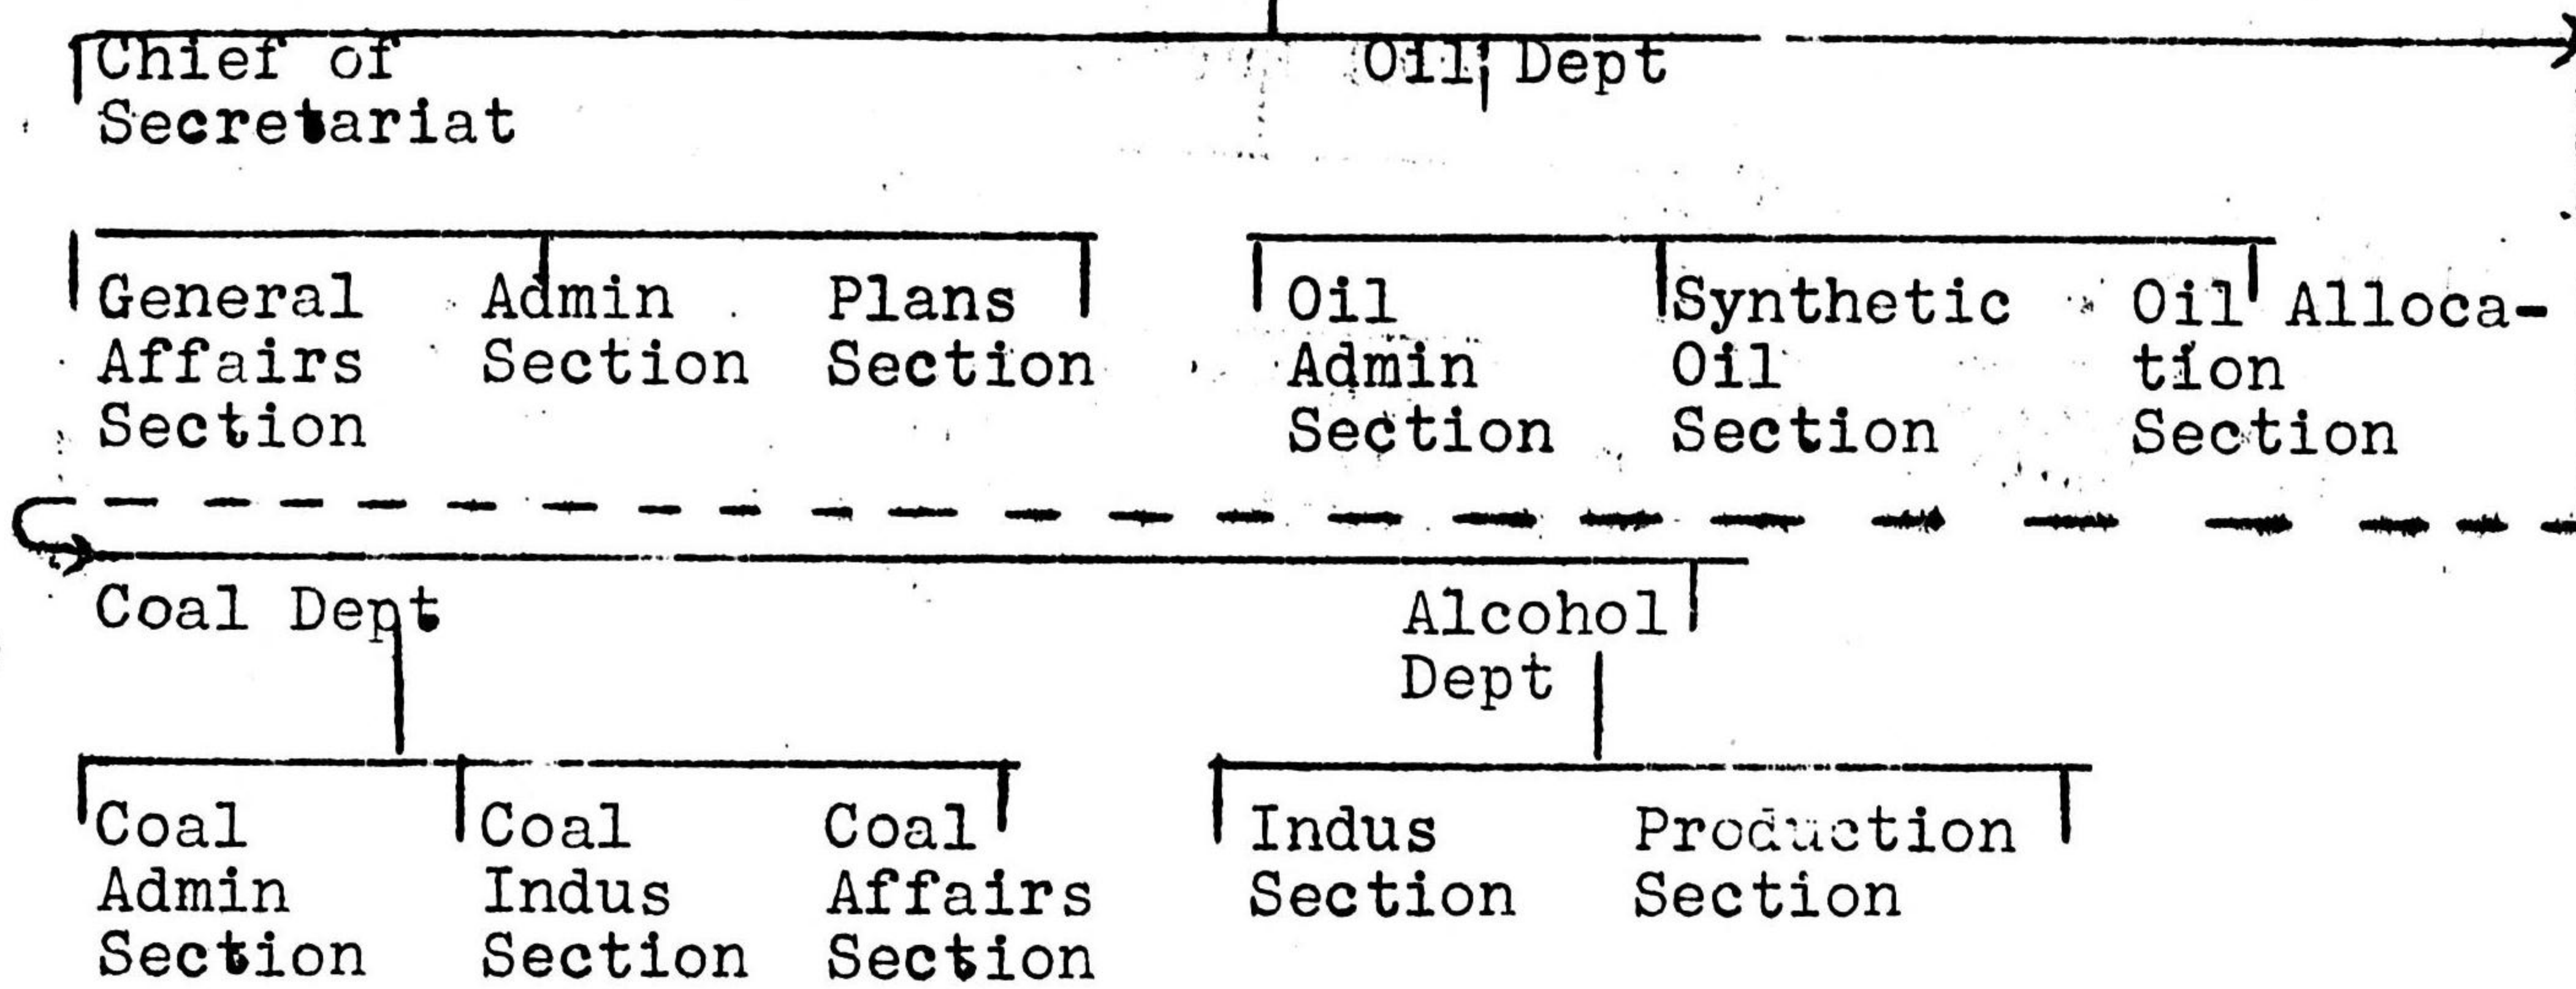 Chief of
Secretariat
Oil Dept
General
Affairs
Section
Admin
Section
Plans
Section
Oil
Admin
Section
Synthetic
Oil
Section
Oil Alloca-
tion
Section
Coal Dept
Alcohol
Dept
Coal
Admin
Section
Coal
Indus
Section
Coal
Affairs
Section
Indus
Section
Production
Section